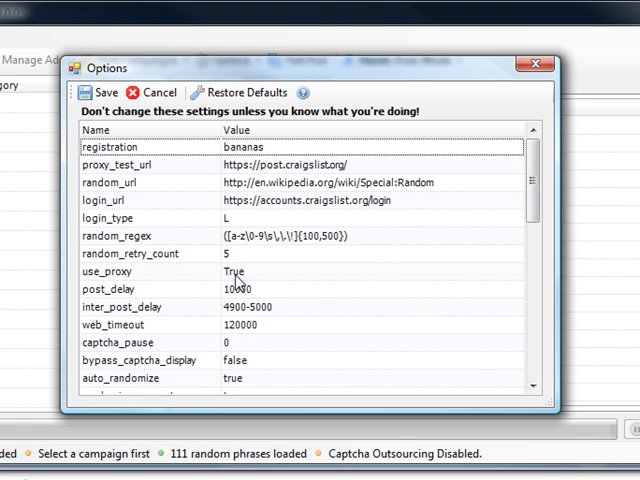 Manage Ad
gory
Options
Save Cancel Restore Defaults
Don't change these settings unless you know what you're doing!
Name Value
registration bananas
proxy_test_url https://post.craigslist.org/
random_url http://en.wikipedia.org/wiki/Special:Random
login_url https://accounts.craigslist.org/login
login_type L
random_regex ([a-z\0-9\s\,\.\!]{100,500})
random_retry_count 5
use_proxy True
post_delay 10000
inter_post_delay 4900-5000
web_timeout 120000
captcha_pause 0
bypass_captcha_display false
auto_randomize true
ded Select a campaign first 111 random phrases loaded Captcha Outsourcing Disabled.